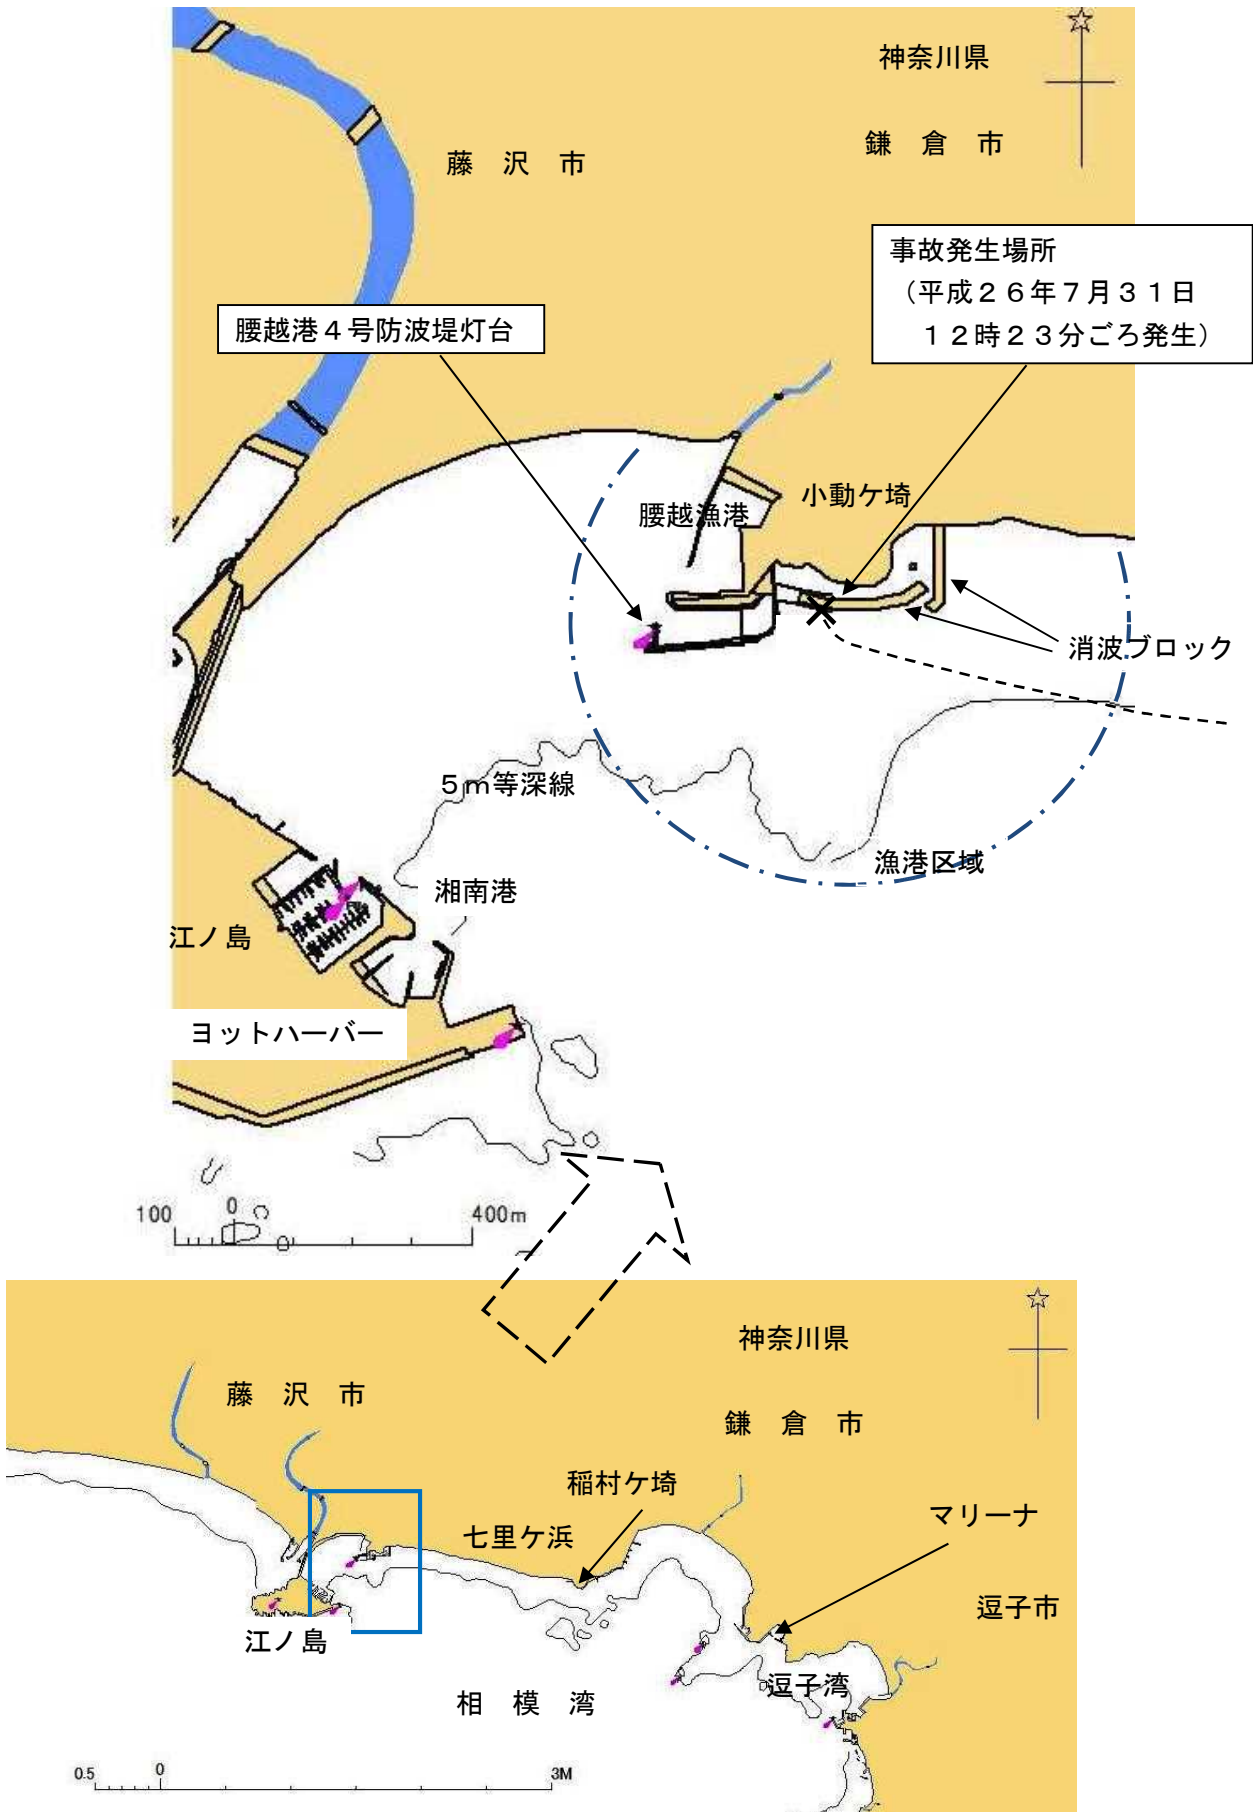 神奈川県
鎌　倉　市
藤　沢　市
事故発生場所
（平成２６年７月３１日
１２時２３分ごろ発生）
腰越港４号防波堤灯台
小動ケ埼
腰越漁港
消波ブロック
５ｍ等深線
漁港区域
湘南港
江ノ島
ヨットハーバー
100 0 400m
神奈川県
藤　沢　市
鎌　倉　市
稲村ケ埼
マリーナ
七里ケ浜
逗子市
江ノ島
逗子湾
相　模　湾
0.5 0 3M